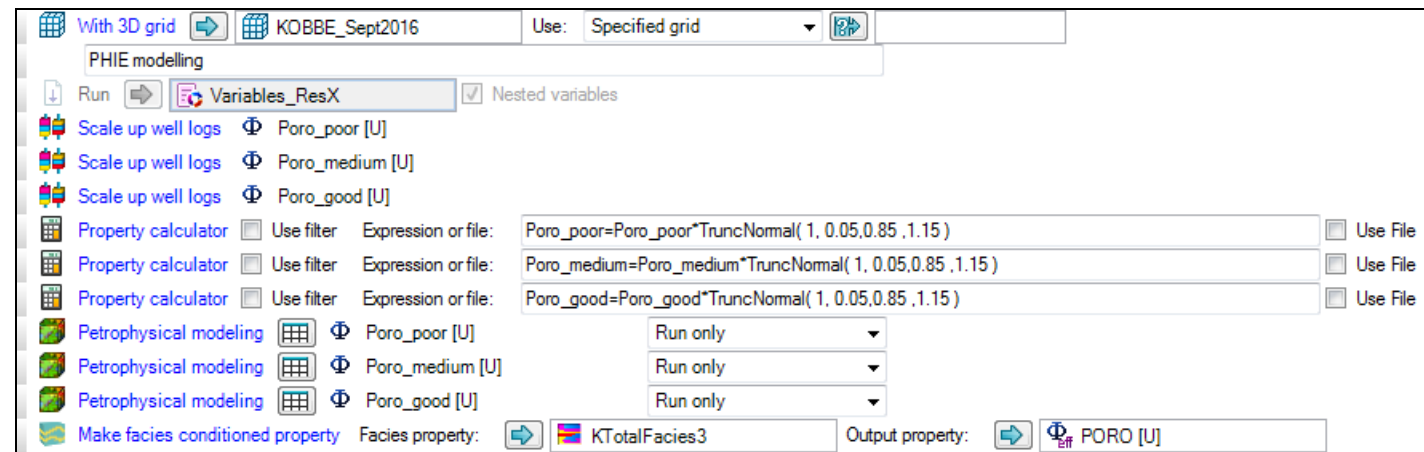 With 3D grid KOBBE_Sept2016 Use: Specified grid
PHIE modelling
Run Variables_ResX Nested variables
Scale up well logs Φ Poro_poor [U]
Scale up well logs Φ Poro_medium [U]
Scale up well logs Φ Poro_good [U]
Property calculator Use filter Expression or file: Poro_poor=Poro_poor*TruncNormal( 1, 0.05,0.85 ,1.15 ) Use File
Property calculator Use filter Expression or file: Poro_medium=Poro_medium*TruncNormal( 1, 0.05,0.85 ,1.15 ) Use File
Property calculator Use filter Expression or file: Poro_good=Poro_good*TruncNormal( 1, 0.05,0.85 ,1.15 ) Use File
Petrophysical modeling Φ Poro_poor [U] Run only
Petrophysical modeling Φ Poro_medium [U] Run only
Petrophysical modeling Φ Poro_good [U] Run only
Make facies conditioned property Facies property: KTotalFacies3 Output property: Φeff PORO [U]